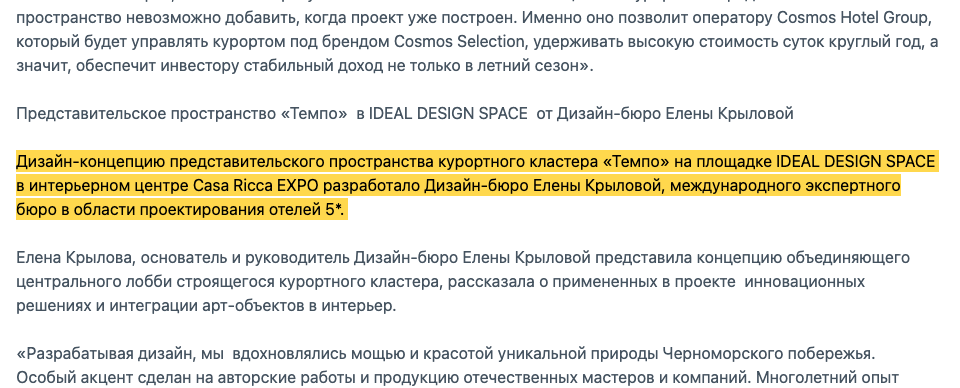 пространство невозможно добавить, когда проект уже построен. Именно оно позволит оператору Cosmos Hotel Group,
который будет управлять курортом под брендом Cosmos Selection, удерживать высокую стоимость суток круглый год, а
значит, обеспечит инвестору стабильный доход не только в летний сезон».
Представительское пространство «Темпо»  в IDEAL DESIGN SPACE  от Дизайн-бюро Елены Крыловой
Дизайн-концепцию представительского пространства курортного кластера «Темпо» на площадке IDEAL DESIGN SPACE
в интерьерном центре Casa Ricca EXPO разработало Дизайн-бюро Елены Крыловой, международного экспертного
бюро в области проектирования отелей 5*.
Елена Крылова, основатель и руководитель Дизайн-бюро Елены Крыловой представила концепцию объединяющего
центрального лобби строящегося курортного кластера, рассказала о примененных в проекте  инновационных
решениях и интеграции арт-объектов в интерьер.
«Разрабатывая дизайн, мы  вдохновлялись мощью и красотой уникальной природы Черноморского побережья.
Особый акцент сделан на авторские работы и продукцию отечественных мастеров и компаний. Многолетний опыт